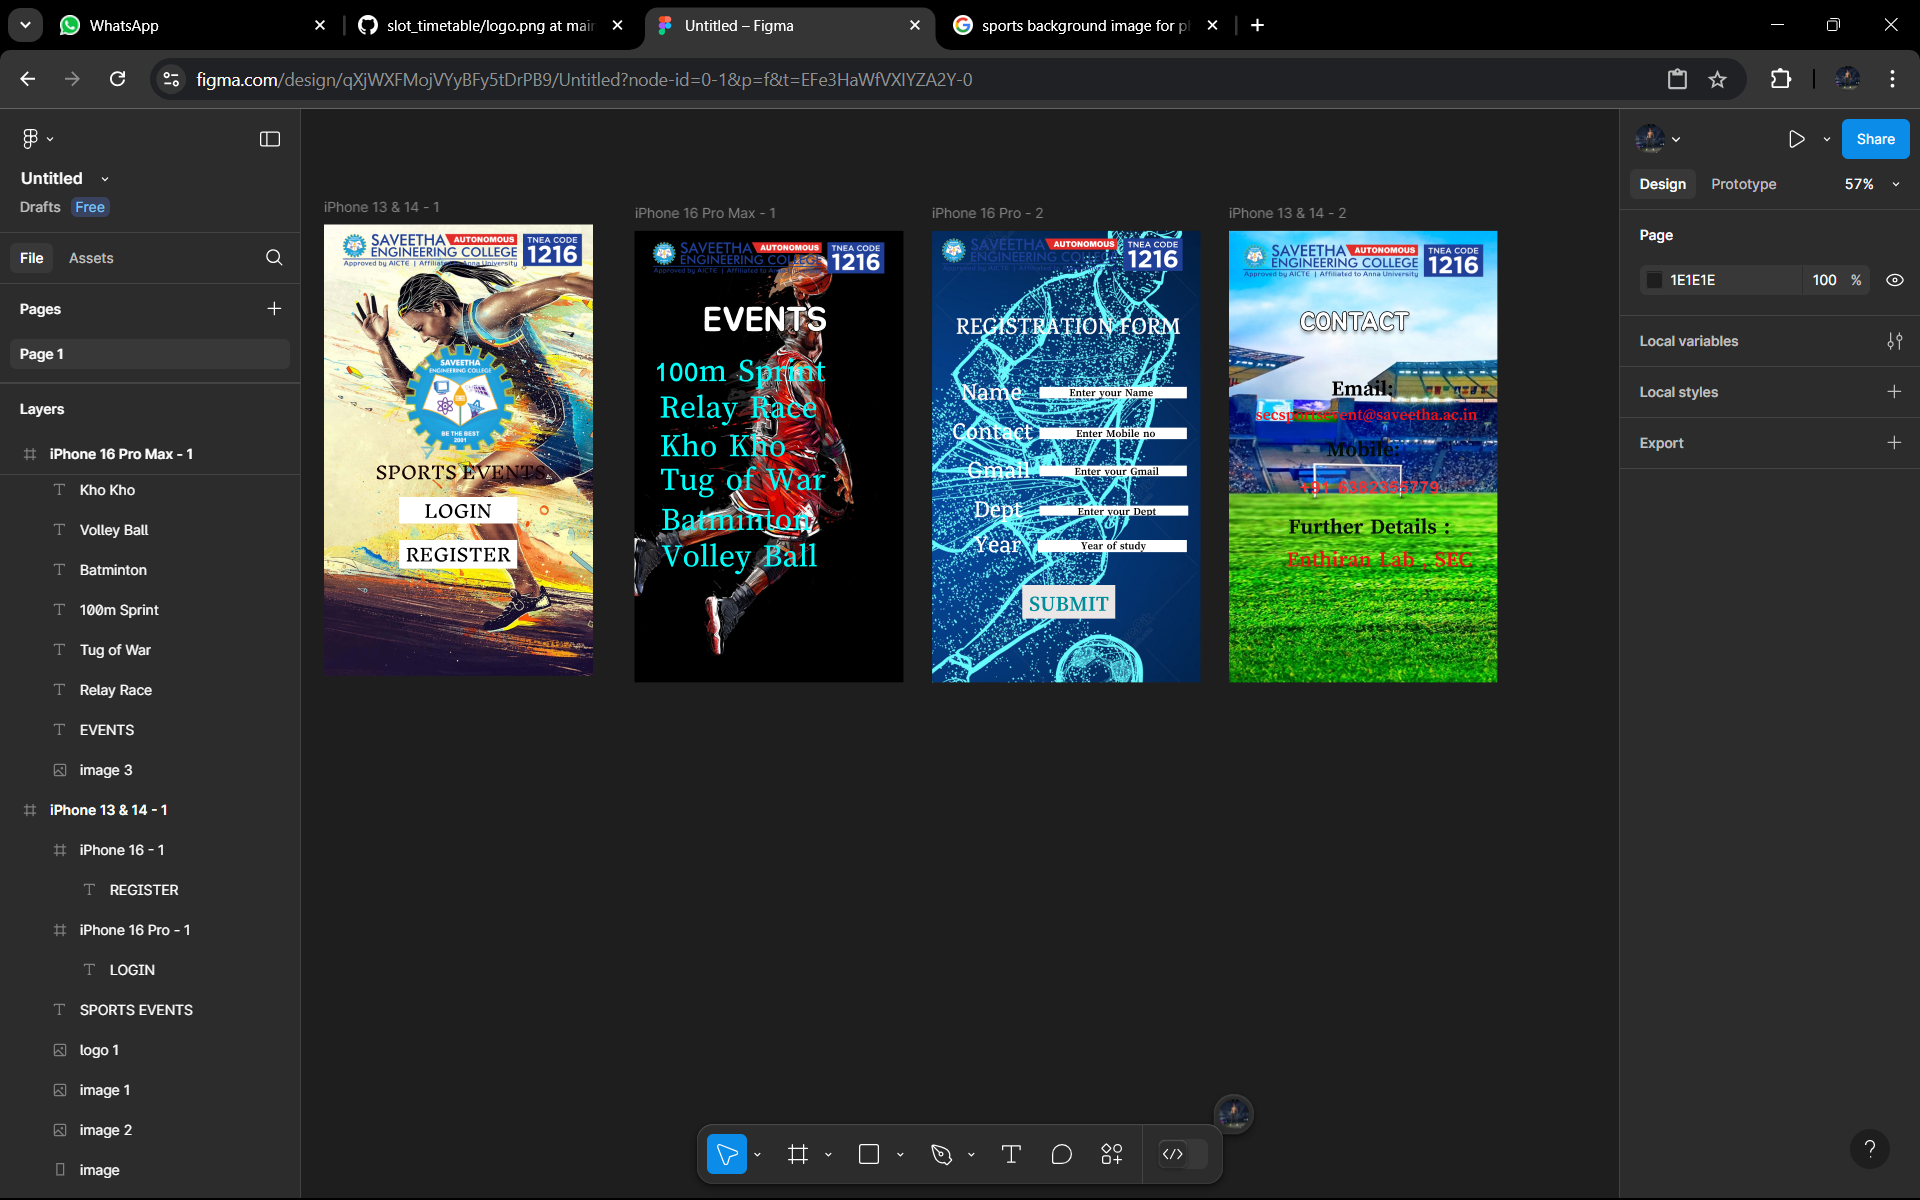 WhatsApp
slot_timetable/logo.png at mai
Untitled – Figma
sports background image for p
figma.com/design/qXjWXFMojVYyBFy5tDrPB9/Untitled?node-id=0-1&p=f&t=EFe3HaWfVXIYZA2Y-0
Untitled
Drafts Free
File Assets
Pages
Page 1
Layers
iPhone 16 Pro Max - 1
Kho Kho
Volley Ball
Batminton
100m Sprint
Tug of War
Relay Race
EVENTS
image 3
iPhone 13 & 14 - 1
iPhone 16 - 1
REGISTER
iPhone 16 Pro - 1
LOGIN
SPORTS EVENTS
logo 1
image 1
image 2
image
iPhone 13 & 14 - 1
SAVEETHA AUTONOMOUS
ENGINEERING COLLEGE
Approved by AICTE | Affiliated to Anna University
TNEA CODE
1216
SAVEETHA
ENGINEERING COLLEGE
BE THE BEST
2001
SPORTS EVENTS
LOGIN
REGISTER
iPhone 16 Pro Max - 1
SAVEETHA AUTONOMOUS
ENGINEERING COLLEGE
Approved by AICTE | Affiliated to Anna
TNEA CODE
1216
EVENTS
100m Sprint
Relay Race
Kho Kho
Tug of War
Batminton
Volley Ball
iPhone 16 Pro - 2
SAVEETHA AUTONOMOUS
ENGINEERING COLLEGE
TNEA CODE
1216
REGISTRATION FORM
Name Enter your Name
Contact Enter Mobile no
Gmail Enter your Gmail
Dept Enter your Dept
Year Year of study
SUBMIT
iPhone 13 & 14 - 2
SAVEETHA AUTONOMOUS
ENGINEERING COLLEGE
Approved by AICTE | Affiliated to Anna University
TNEA CODE
1216
CONTACT
Email:
secsportsevent@saveetha.ac.in
Mobile:
+91 6382355779
Further Details :
Enthiran Lab , SEC
Share
Design Prototype 57%
Page
1E1E1E 100 %
Local variables
Local styles
Export
?